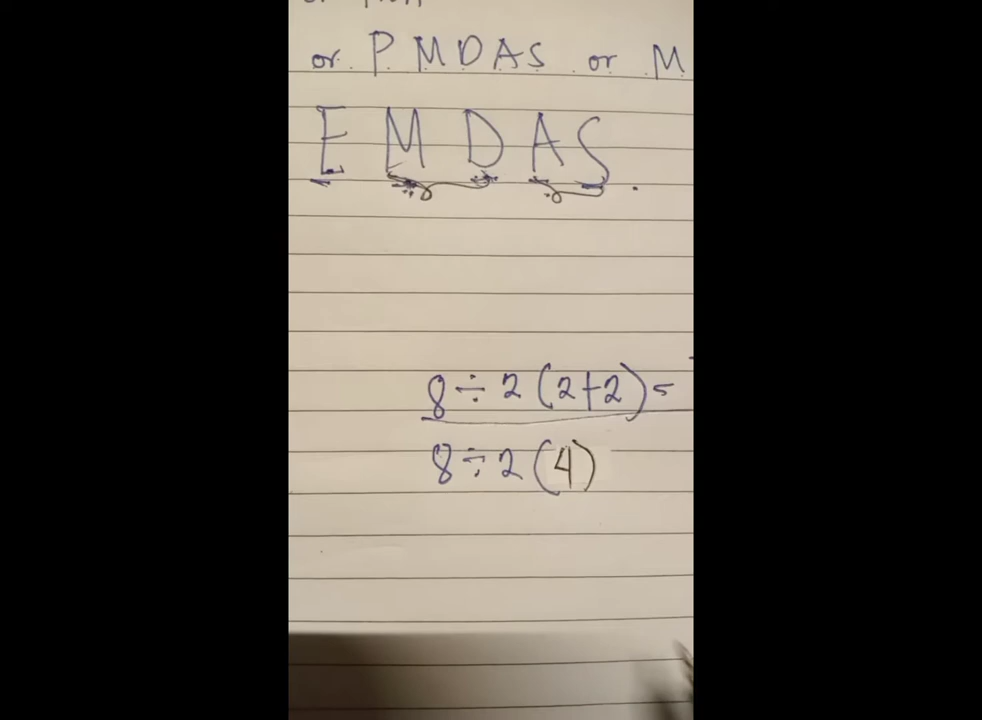 or PMDAS or M
EMDAS.
8 ÷ 2 (2+2) =
8 ÷ 2 (4)